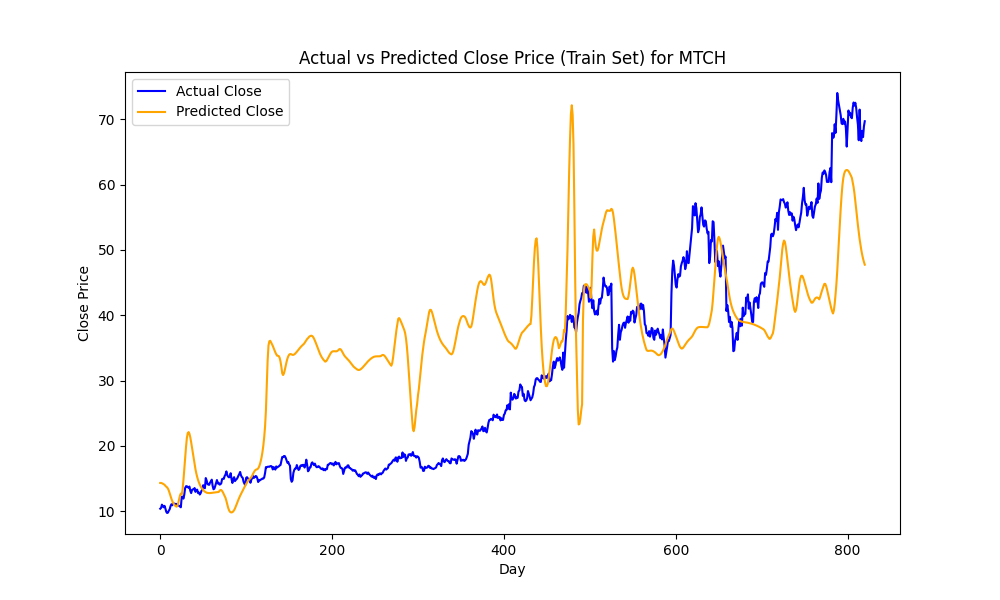 Actual vs Predicted Close Price (Train Set) for MTCH
Actual Close
Predicted Close
Close Price
70
60
50
40
30
20
10
0 200 400 600 800
Day